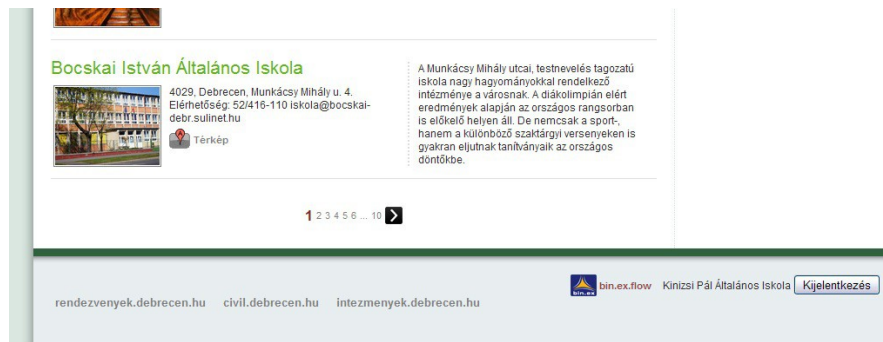 Bocskai István Általános Iskola
4029, Debrecen, Munkácsy Mihály u. 4.
Elérhetőség: 52/416-110 iskola@bocskai-
debr.sulinet.hu
Térkép
A Munkácsy Mihály utcai, testnevelés tagozatú
iskola nagy hagyományokkal rendelkező
intézménye a városnak. A diákolimpián elért
eredmények alapján az országos rangsorban
is előkelő helyen áll. De nemcsak a sport-,
hanem a különböző szaktárgyi versenyeken is
gyakran eljutnak tanítványaik az országos
döntőkbe.
1 2 3 4 5 6 ... 10
bin.ex
bin.ex.flow Kinizsi Pál Általános Iskola Kijelentkezés
rendezvenyek.debrecen.hu civil.debrecen.hu intezmenyek.debrecen.hu